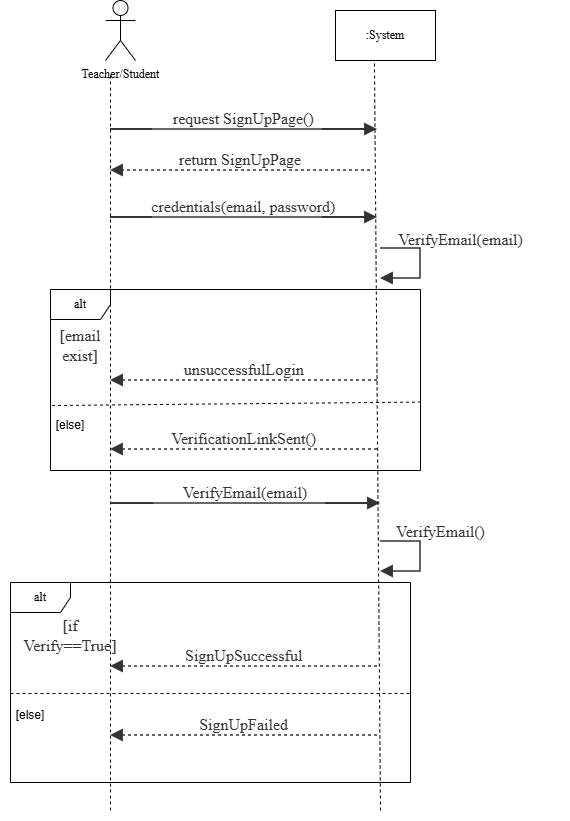 Teacher/Student
:System
request SignUpPage()
return SignUpPage
credentials(email, password)
VerifyEmail(email)
alt
[email
exist]
unsuccessfulLogin
[else]
VerificationLinkSent()
VerifyEmail(email)
VerifyEmail()
alt
[if
Verify==True]
SignUpSuccessful
[else]
SignUpFailed